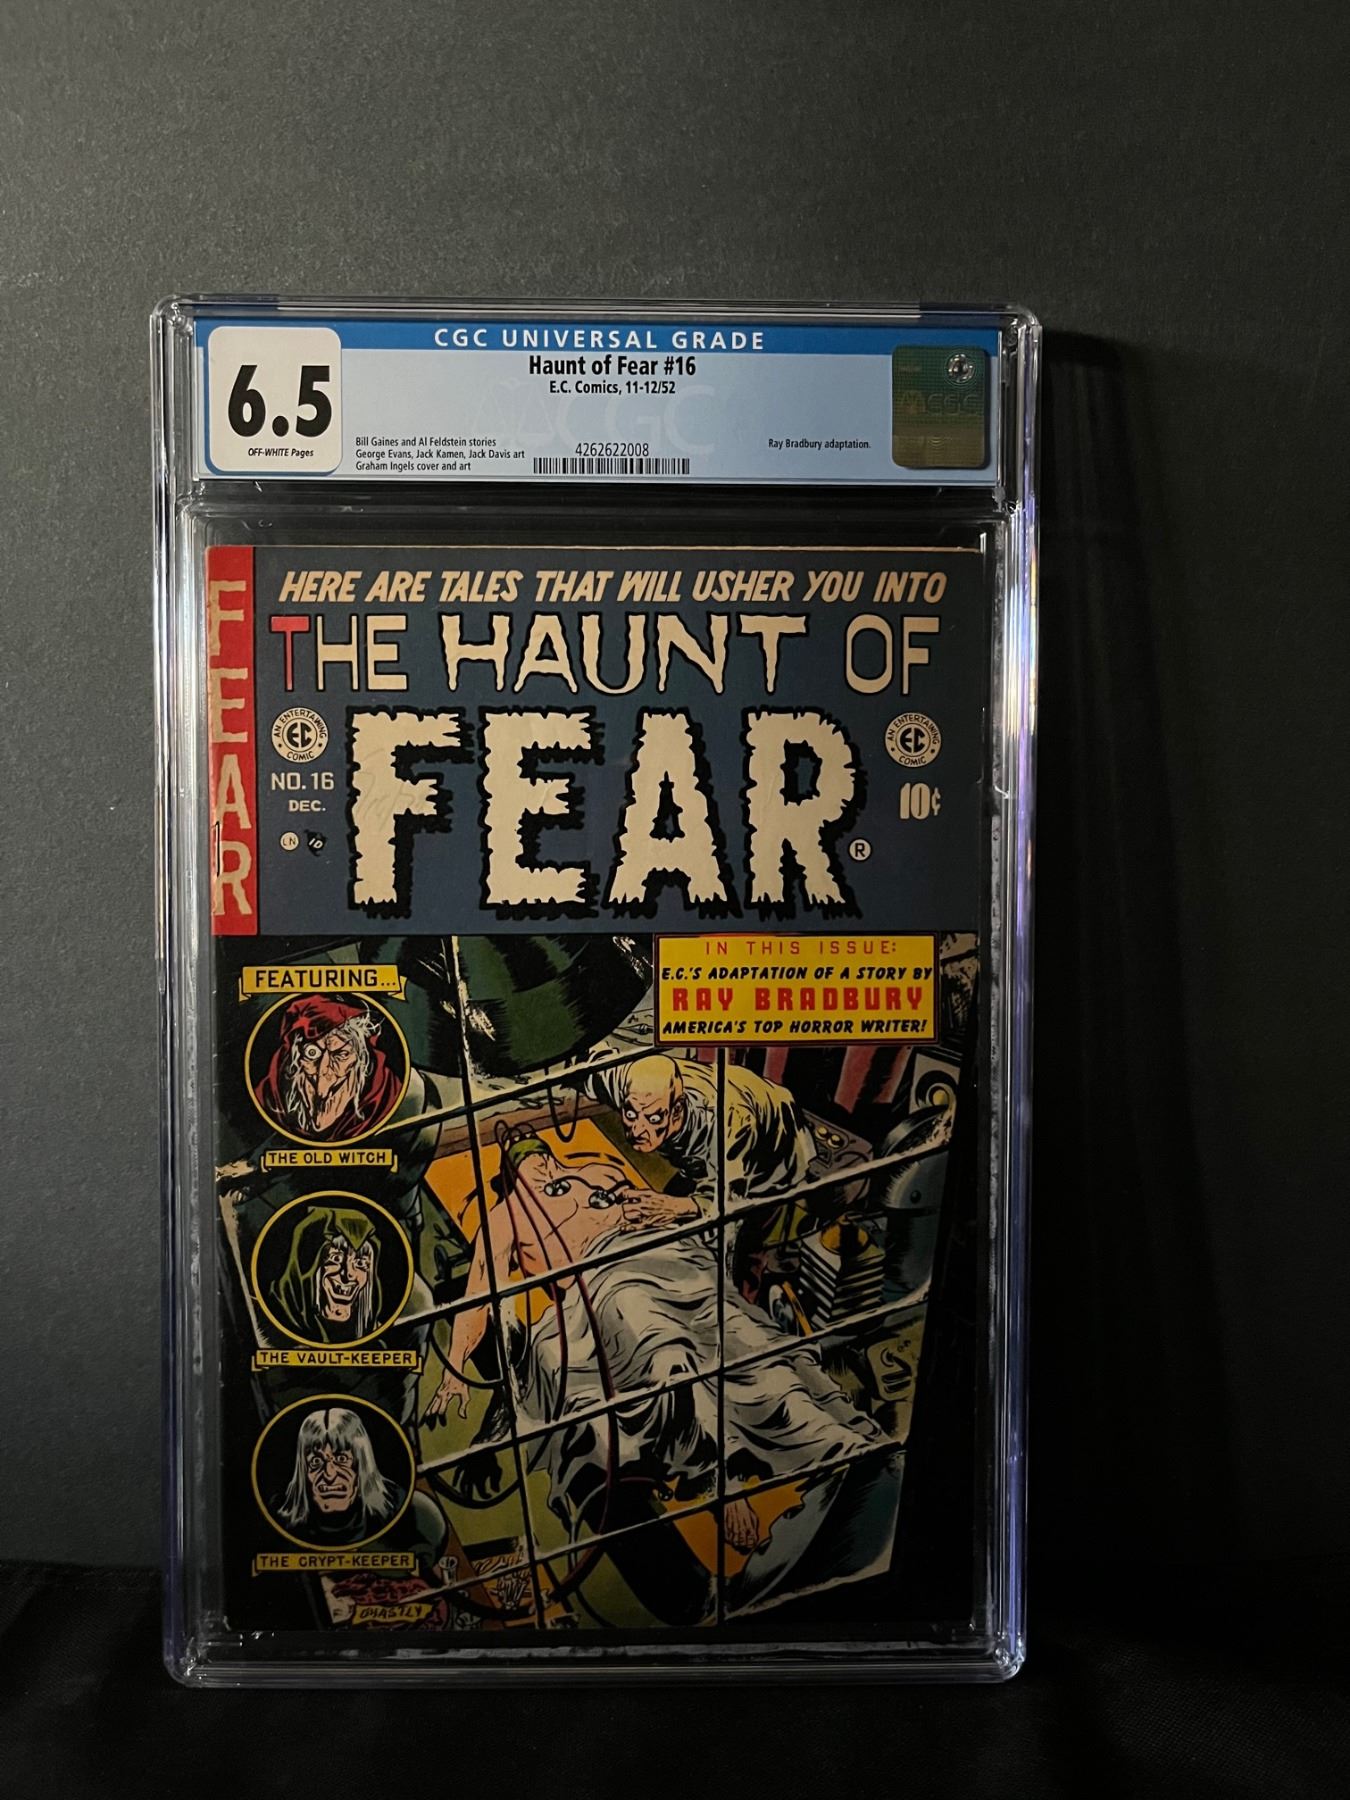 CGC UNIVERSAL GRADE
6.5
OFF-WHITE Pages
Haunt of Fear #16
E.C. Comics, 11-12/52
Bill Gaines and Al Feldstein stories
George Evans, Jack Kamen, Jack Davis art
Graham Ingels cover and art
4262622008
Ray Bradbury adaptation.
CGC
FEAR
HERE ARE TALES THAT WILL USHER YOU INTO
THE HAUNT OF
FEAR
AN ENTERTAINING
EC
COMIC
NO. 16
DEC.
LN
10
AN ENTERTAINING
EC
COMIC
10¢
R
IN THIS ISSUE:
E.C.'S ADAPTATION OF A STORY BY
RAY BRADBURY
AMERICA'S TOP HORROR WRITER!
FEATURING...
THE OLD WITCH
THE VAULT-KEEPER
THE CRYPT-KEEPER
GHASTLY